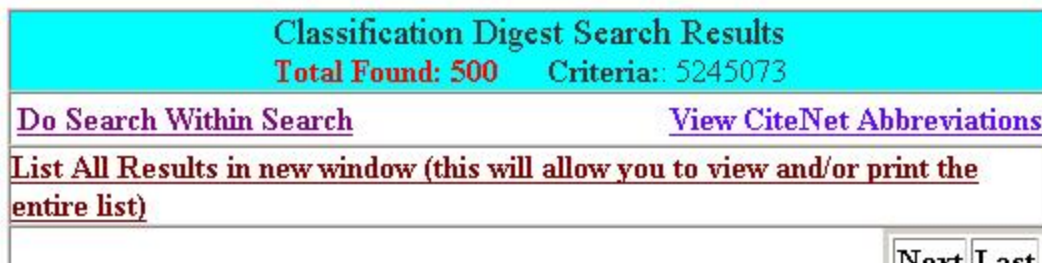 Classification Digest Search Results
Total Found: 500 Criteria:: 5245073
Do Search Within Search View CiteNet Abbreviations
List All Results in new window (this will allow you to view and/or print the
entire list)
Next Last